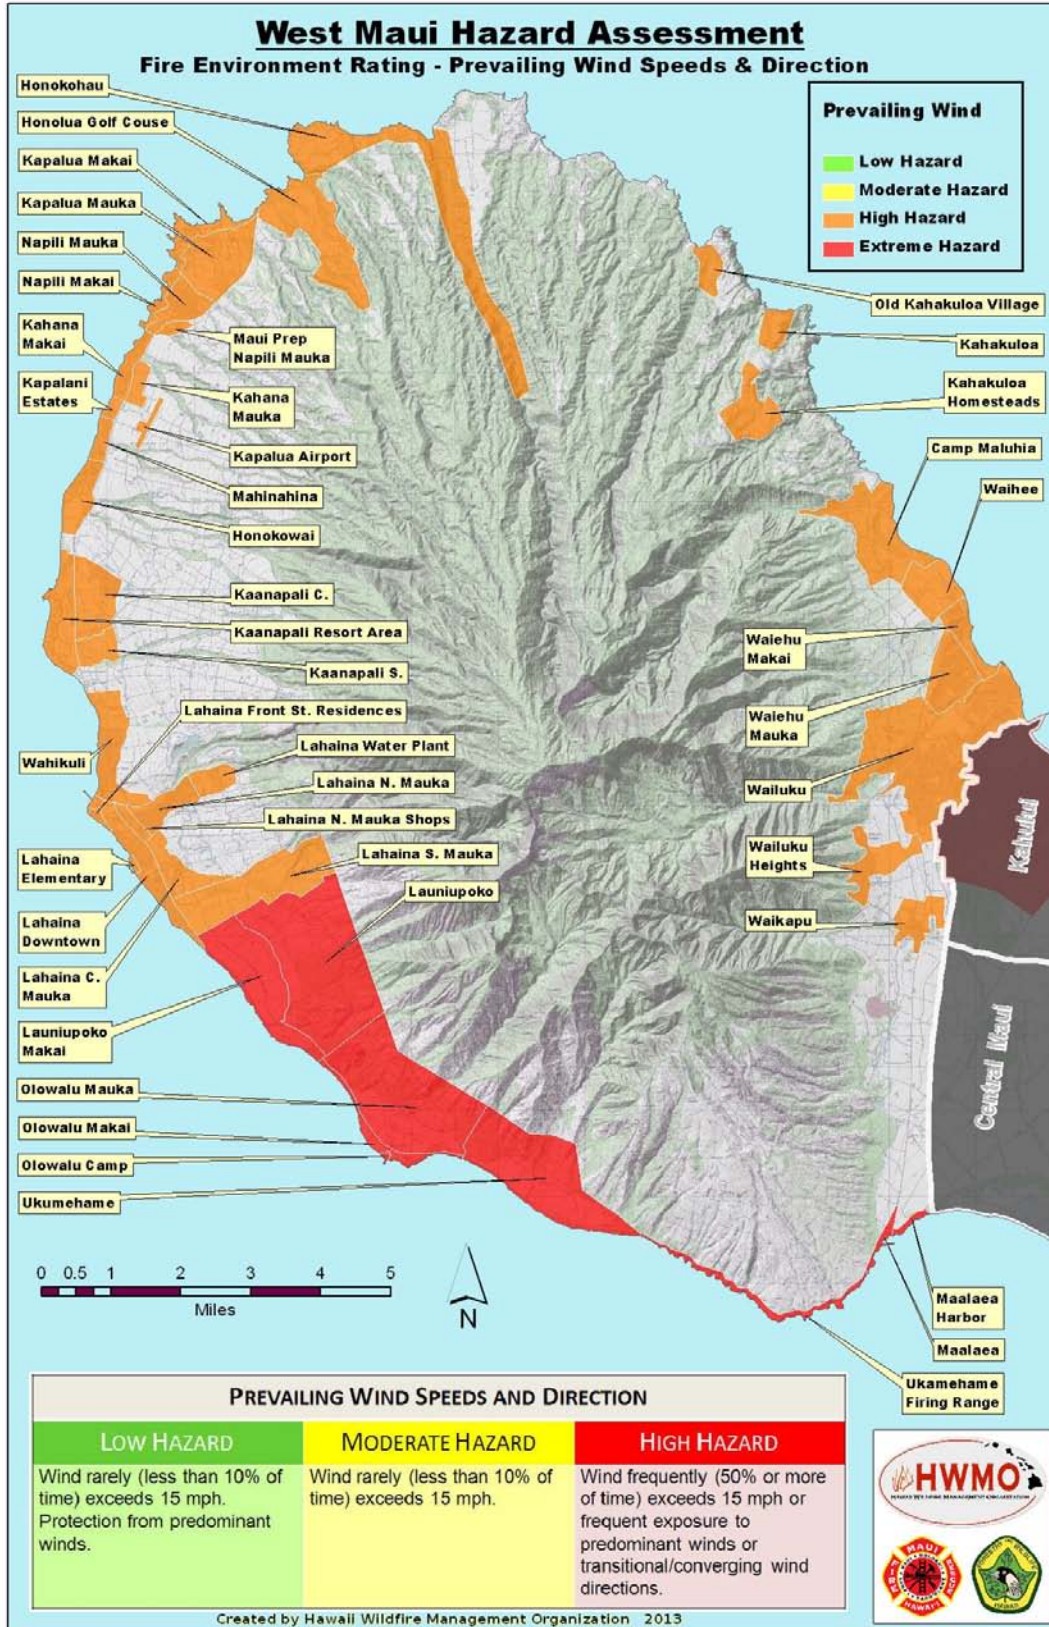 West Maui Hazard Assessment
Fire Environment Rating - Prevailing Wind Speeds & Direction
Honokohau
Honolua Golf Couse
Kapalua Makai
Kapalua Mauka
Napili Mauka
Napili Makai
Kahana
Makai
Kapalani
Estates
Maui Prep
Napili Mauka
Kahana
Mauka
Kapalua Airport
Mahinahina
Honokowai
Kaanapali C.
Kaanapali Resort Area
Kaanapali S.
Lahaina Front St. Residences
Wahikuli
Lahaina Water Plant
Lahaina N. Mauka
Lahaina N. Mauka Shops
Lahaina S. Mauka
Launiupoko
Lahaina
Elementary
Lahaina
Downtown
Lahaina C.
Mauka
Launiupoko
Makai
Olowalu Mauka
Olowalu Makai
Olowalu Camp
Ukumehame
Prevailing Wind
Low Hazard
Moderate Hazard
High Hazard
Extreme Hazard
Old Kahakuloa Village
Kahakuloa
Kahakuloa
Homesteads
Camp Maluhia
Waihee
Waiehu
Makai
Waiehu
Mauka
Wailuku
Wailuku
Heights
Waikapu
Kahului
Central Maui
Maalaea
Harbor
Maalaea
Ukamehame
Firing Range
0 0.5 1 2 3 4 5
Miles
N
PREVAILING WIND SPEEDS AND DIRECTION
LOW HAZARD
Wind rarely (less than 10% of
time) exceeds 15 mph.
Protection from predominant
winds.
MODERATE HAZARD
Wind rarely (less than 10% of
time) exceeds 15 mph.
HIGH HAZARD
Wind frequently (50% or more
of time) exceeds 15 mph or
frequent exposure to
predominant winds or
transitional/converging wind
directions.
HWMO
MAUI
FIRE
HAWAII
Created by Hawaii Wildfire Management Organization 2013